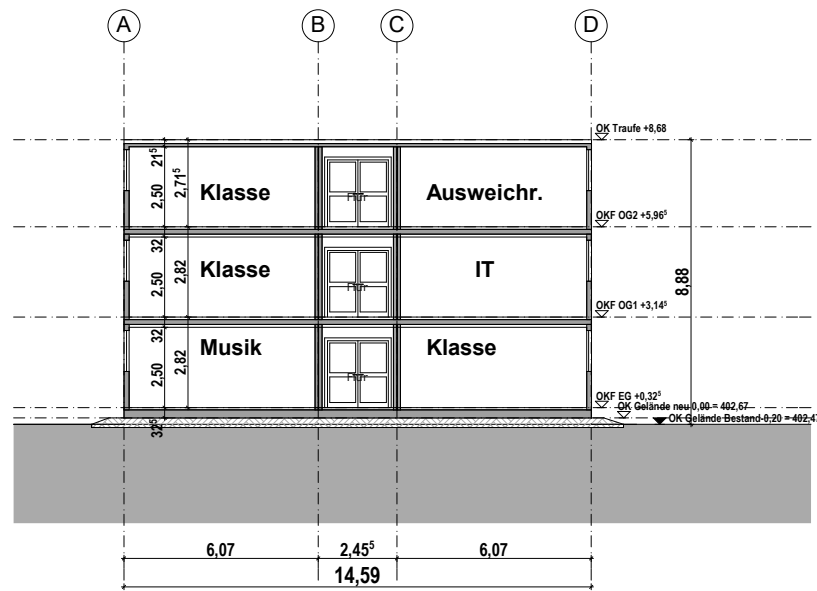 A B C D
OK Traufe +8,68
21⁵
2,50
2,71⁵
Klasse
Flur
Ausweichr.
OKF OG2 +5,96⁵
32
2,50
2,82
Klasse
Flur
IT
8,88
OKF OG1 +3,14⁵
32
2,50
2,82
Musik
Flur
Klasse
OKF EG +0,32⁵
OK Gelände neu 0,00 = 402,67
OK Gelände Bestand-0,20 = 402,47
32⁵
6,07 2,45⁵ 6,07
14,59